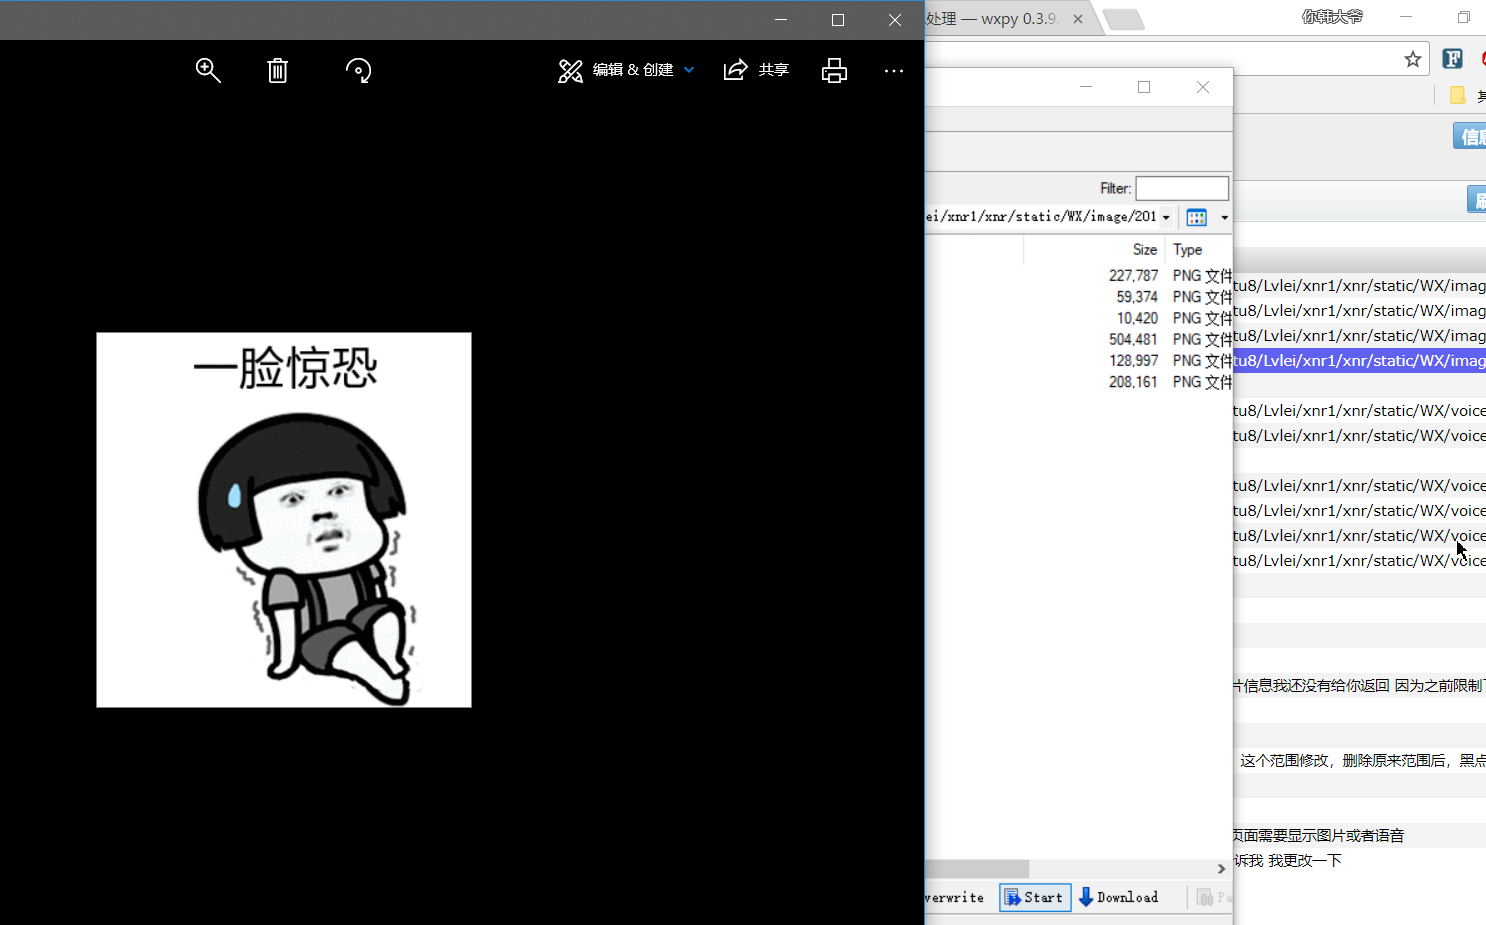 编辑 & 创建
共享
一脸惊恐
处理 — wxpy 0.3.9.
你韩大爷
Filter:
ei/xnr1/xnr/static/WX/image/201
Size Type
227,787 PNG 文件
59,374 PNG 文件
10,420 PNG 文件
504,481 PNG 文件
128,997 PNG 文件
208,161 PNG 文件
verwrite Start Download Pa
信息
tu8/Lvlei/xnr1/xnr/static/WX/imag
tu8/Lvlei/xnr1/xnr/static/WX/imag
tu8/Lvlei/xnr1/xnr/static/WX/imag
tu8/Lvlei/xnr1/xnr/static/WX/imag
tu8/Lvlei/xnr1/xnr/static/WX/voice
tu8/Lvlei/xnr1/xnr/static/WX/voice
tu8/Lvlei/xnr1/xnr/static/WX/voice
tu8/Lvlei/xnr1/xnr/static/WX/voice
tu8/Lvlei/xnr1/xnr/static/WX/voice
tu8/Lvlei/xnr1/xnr/static/WX/voice
片信息我还没有给你返回 因为之前限制了
这个范围修改，删除原来范围后，黑点
页面需要显示图片或者语音
诉我 我更改一下